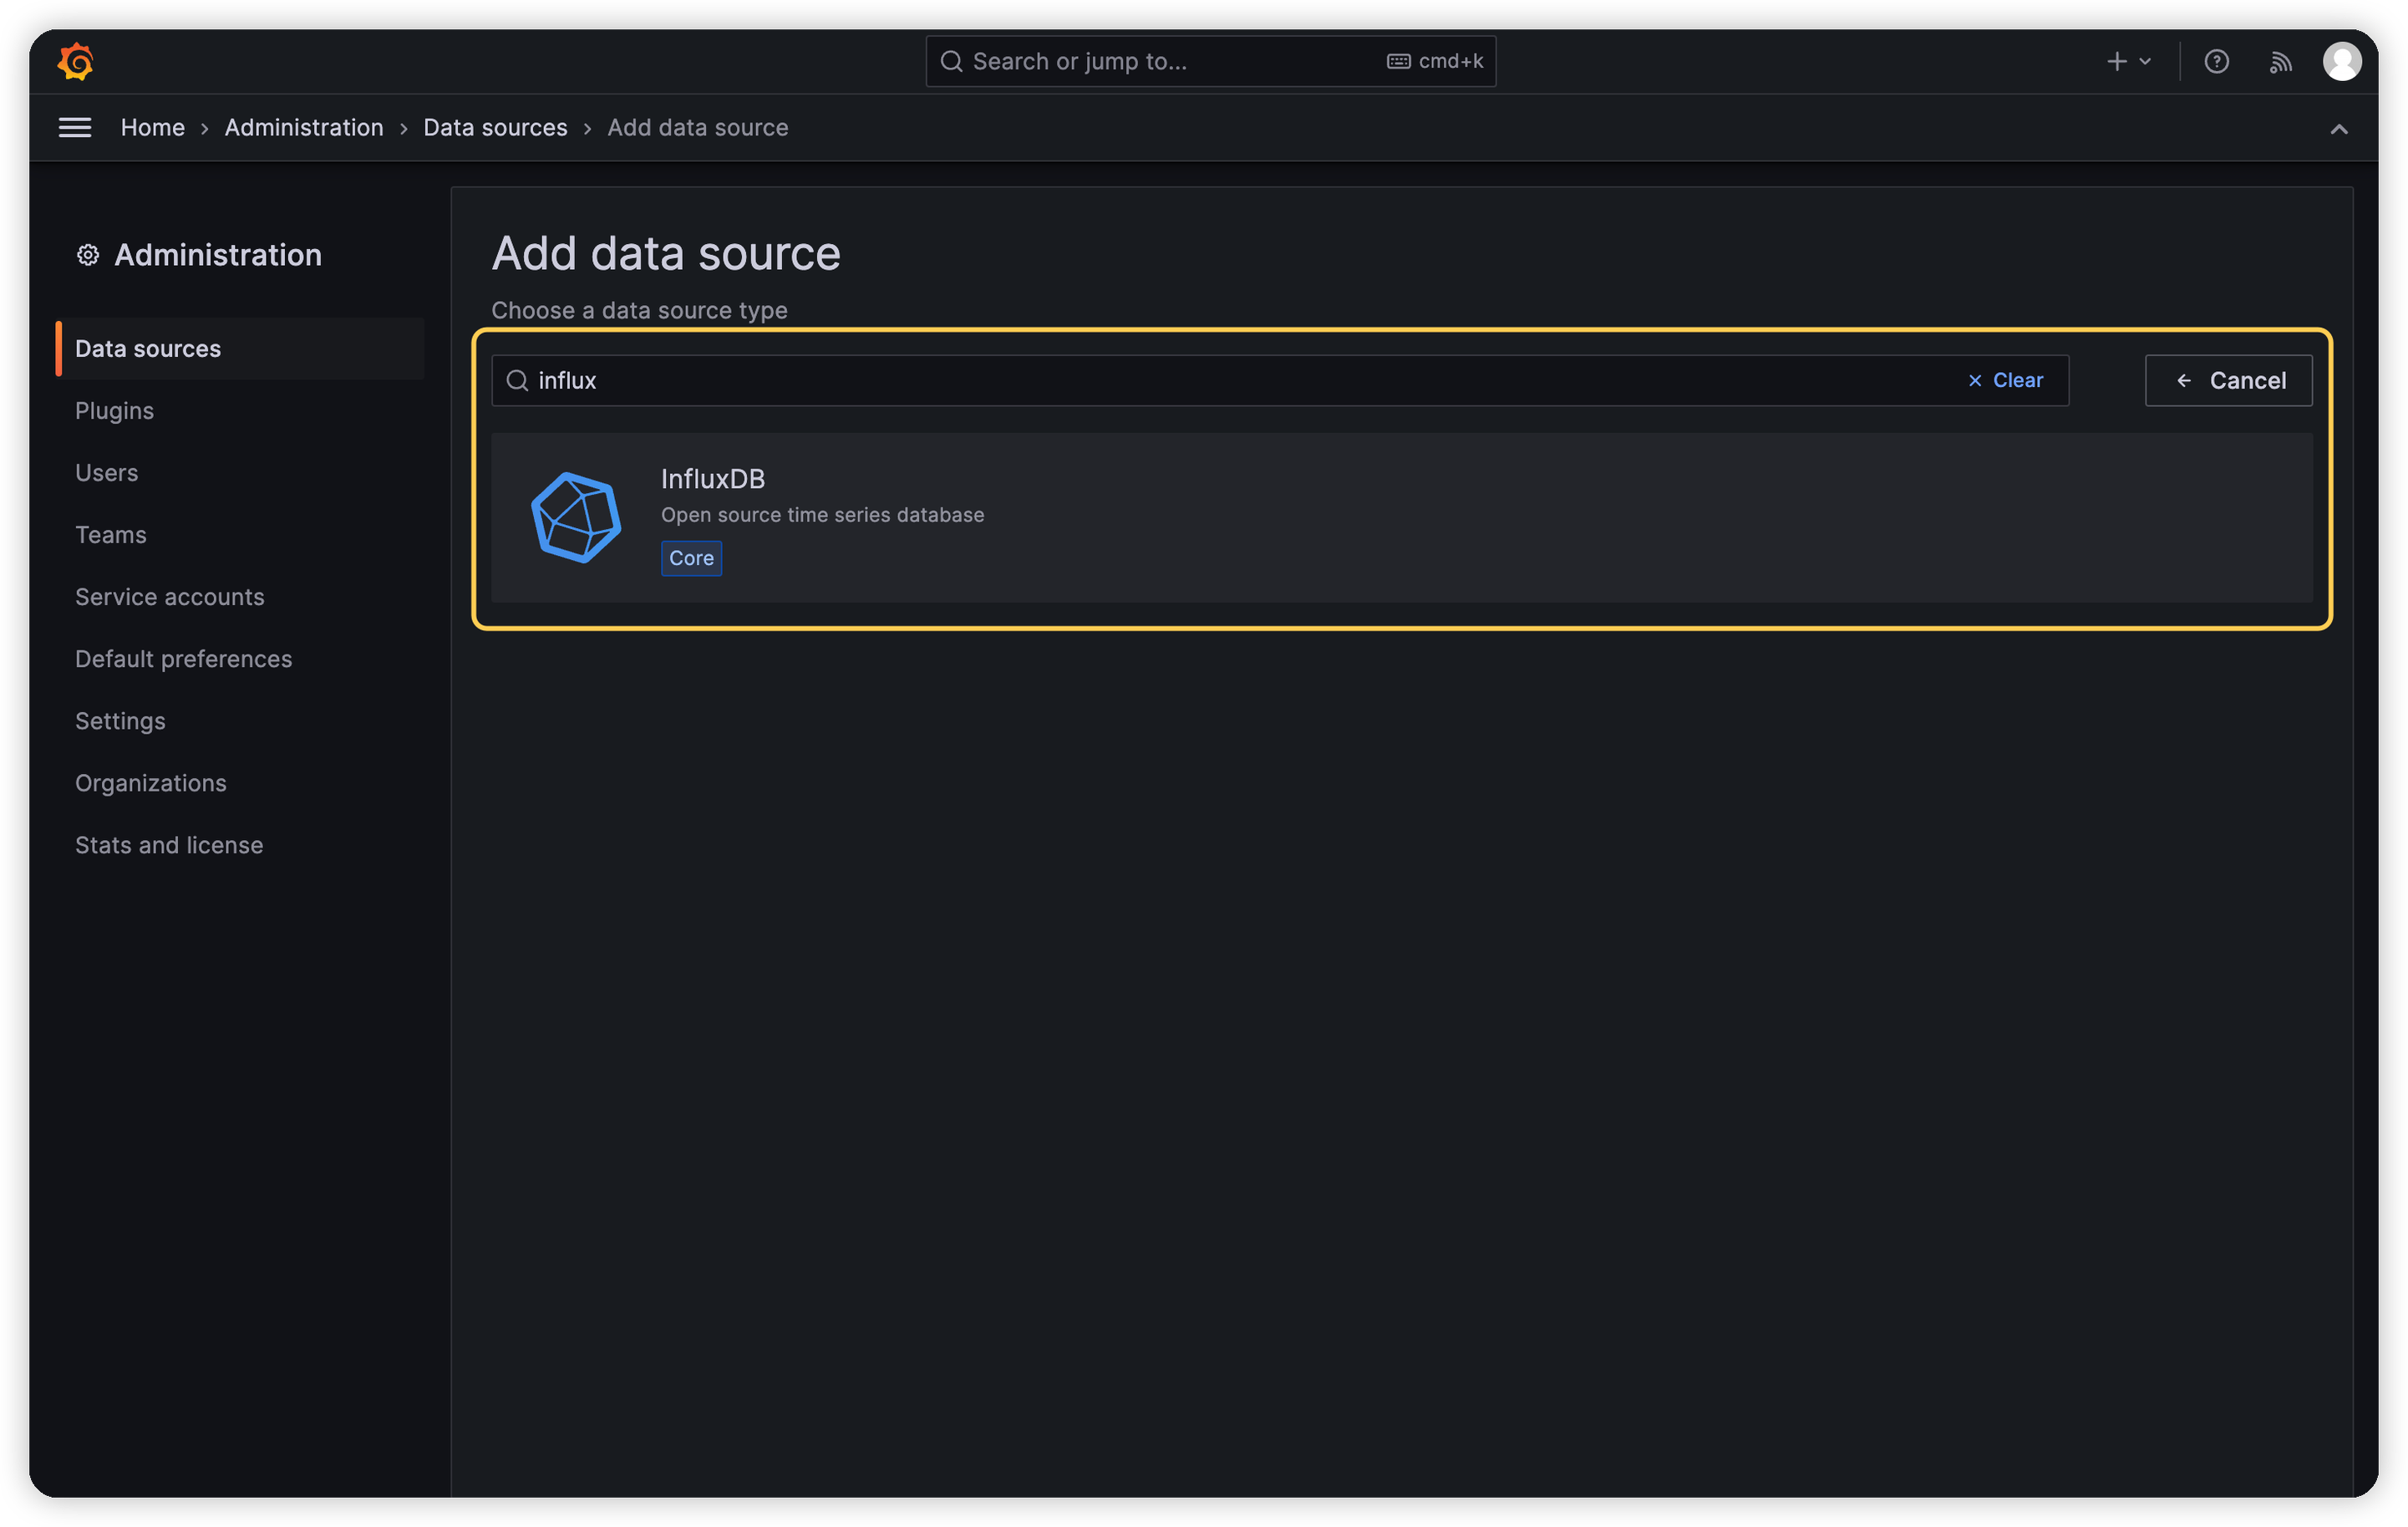 Search or jump to...
cmd+k
Home › Administration › Data sources › Add data source
Administration
Data sources
Plugins
Users
Teams
Service accounts
Default preferences
Settings
Organizations
Stats and license
Add data source
Choose a data source type
influx
Clear
Cancel
InfluxDB
Open source time series database
Core